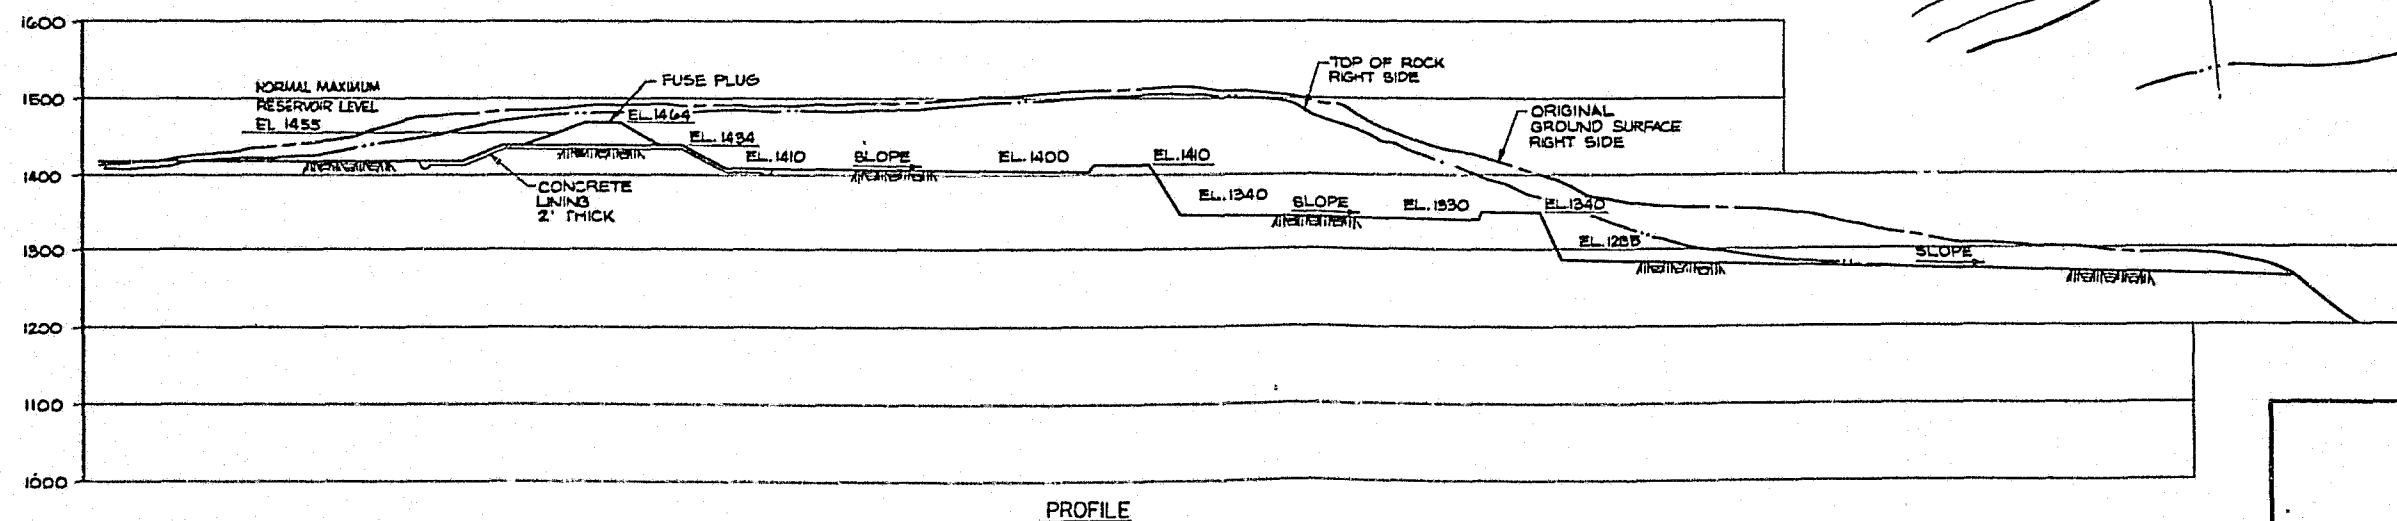 1600
1500
1400
1300
1200
1100
1000
NORMAL MAXIMUM
RESERVOIR LEVEL
EL 1455
FUSE PLUG
EL.1464
EL.1434
EL.1410
SLOPE
EL.1400
EL.1410
CONCRETE
LINING
2' THICK
EL.1340
SLOPE
EL.1330
EL.1340
EL.1285
SLOPE
TOP OF ROCK
RIGHT SIDE
ORIGINAL
GROUND SURFACE
RIGHT SIDE
PROFILE